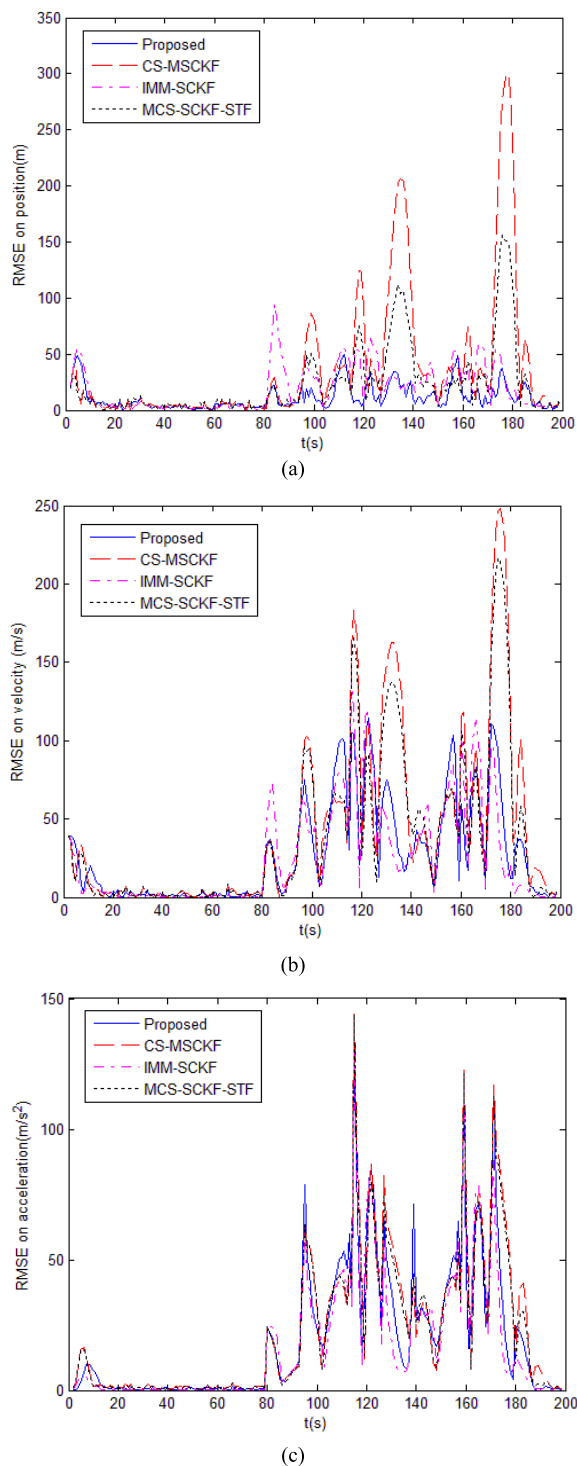 350
300
250
200
150
100
50
0
RMSE on position(m)
Proposed
CS-MSCKF
IMM-SCKF
MCS-SCKF-STF
0 20 40 60 80 100 120 140 160 180 200
t(s)
(a)
250
200
150
100
50
0
RMSE on velocity (m/s)
Proposed
CS-MSCKF
IMM-SCKF
MCS-SCKF-STF
0 20 40 60 80 100 120 140 160 180 200
t(s)
(b)
150
100
50
0
RMSE on acceleration(m/s²)
Proposed
CS-MSCKF
IMM-SCKF
MCS-SCKF-STF
0 20 40 60 80 100 120 140 160 180 200
t(s)
(c)